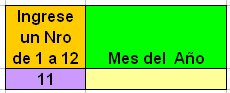 Ingrese
un Nro
de 1 a 12
Mes del Año
11